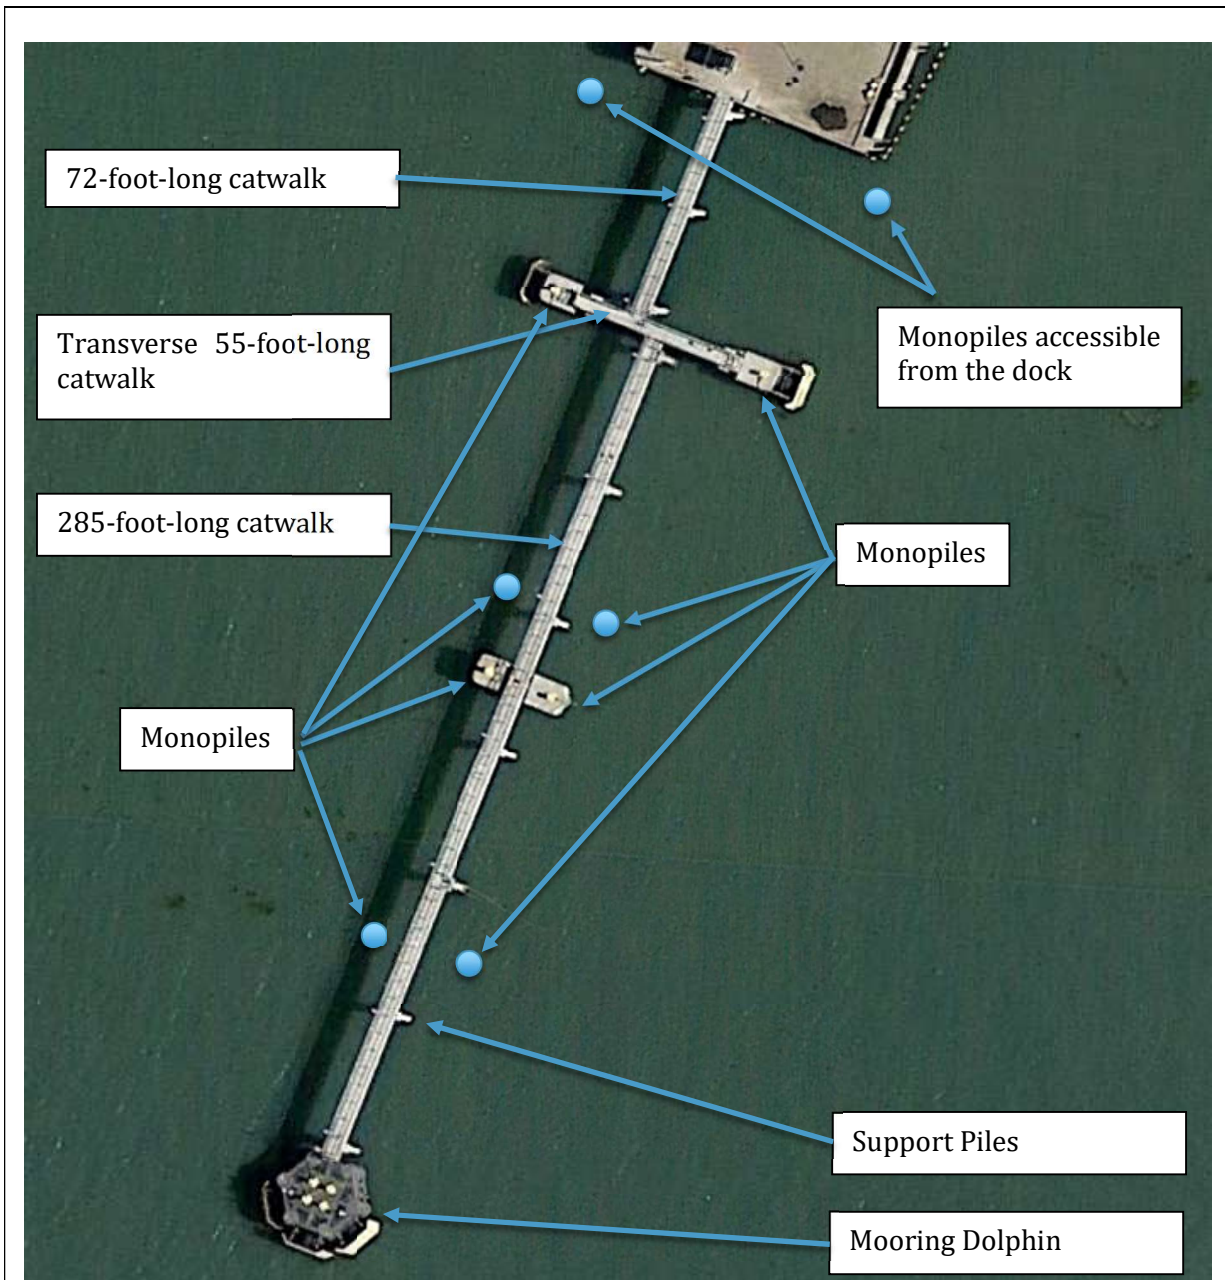 72-foot-long catwalk
Transverse 55-foot-long
catwalk
Monopiles accessible
from the dock
285-foot-long catwalk
Monopiles
Monopiles
Support Piles
Mooring Dolphin